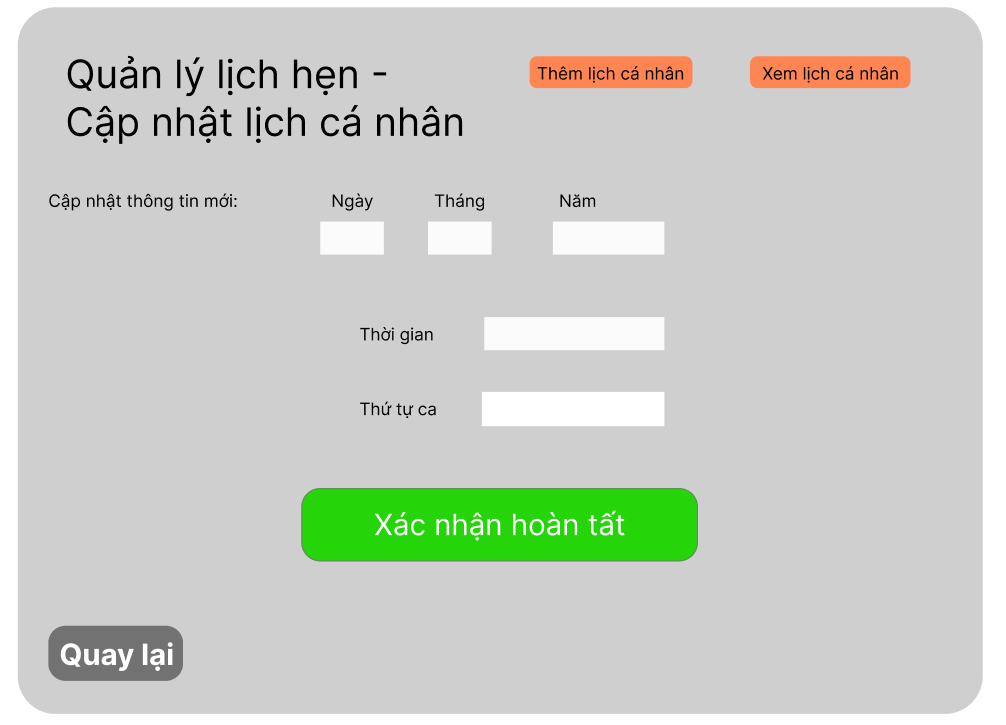 Quản lý lịch hẹn -
Cập nhật lịch cá nhân
Thêm lịch cá nhân
Xem lịch cá nhân
Cập nhật thông tin mới:
Ngày
Tháng
Năm
Thời gian
Thứ tự ca
Xác nhận hoàn tất
Quay lại